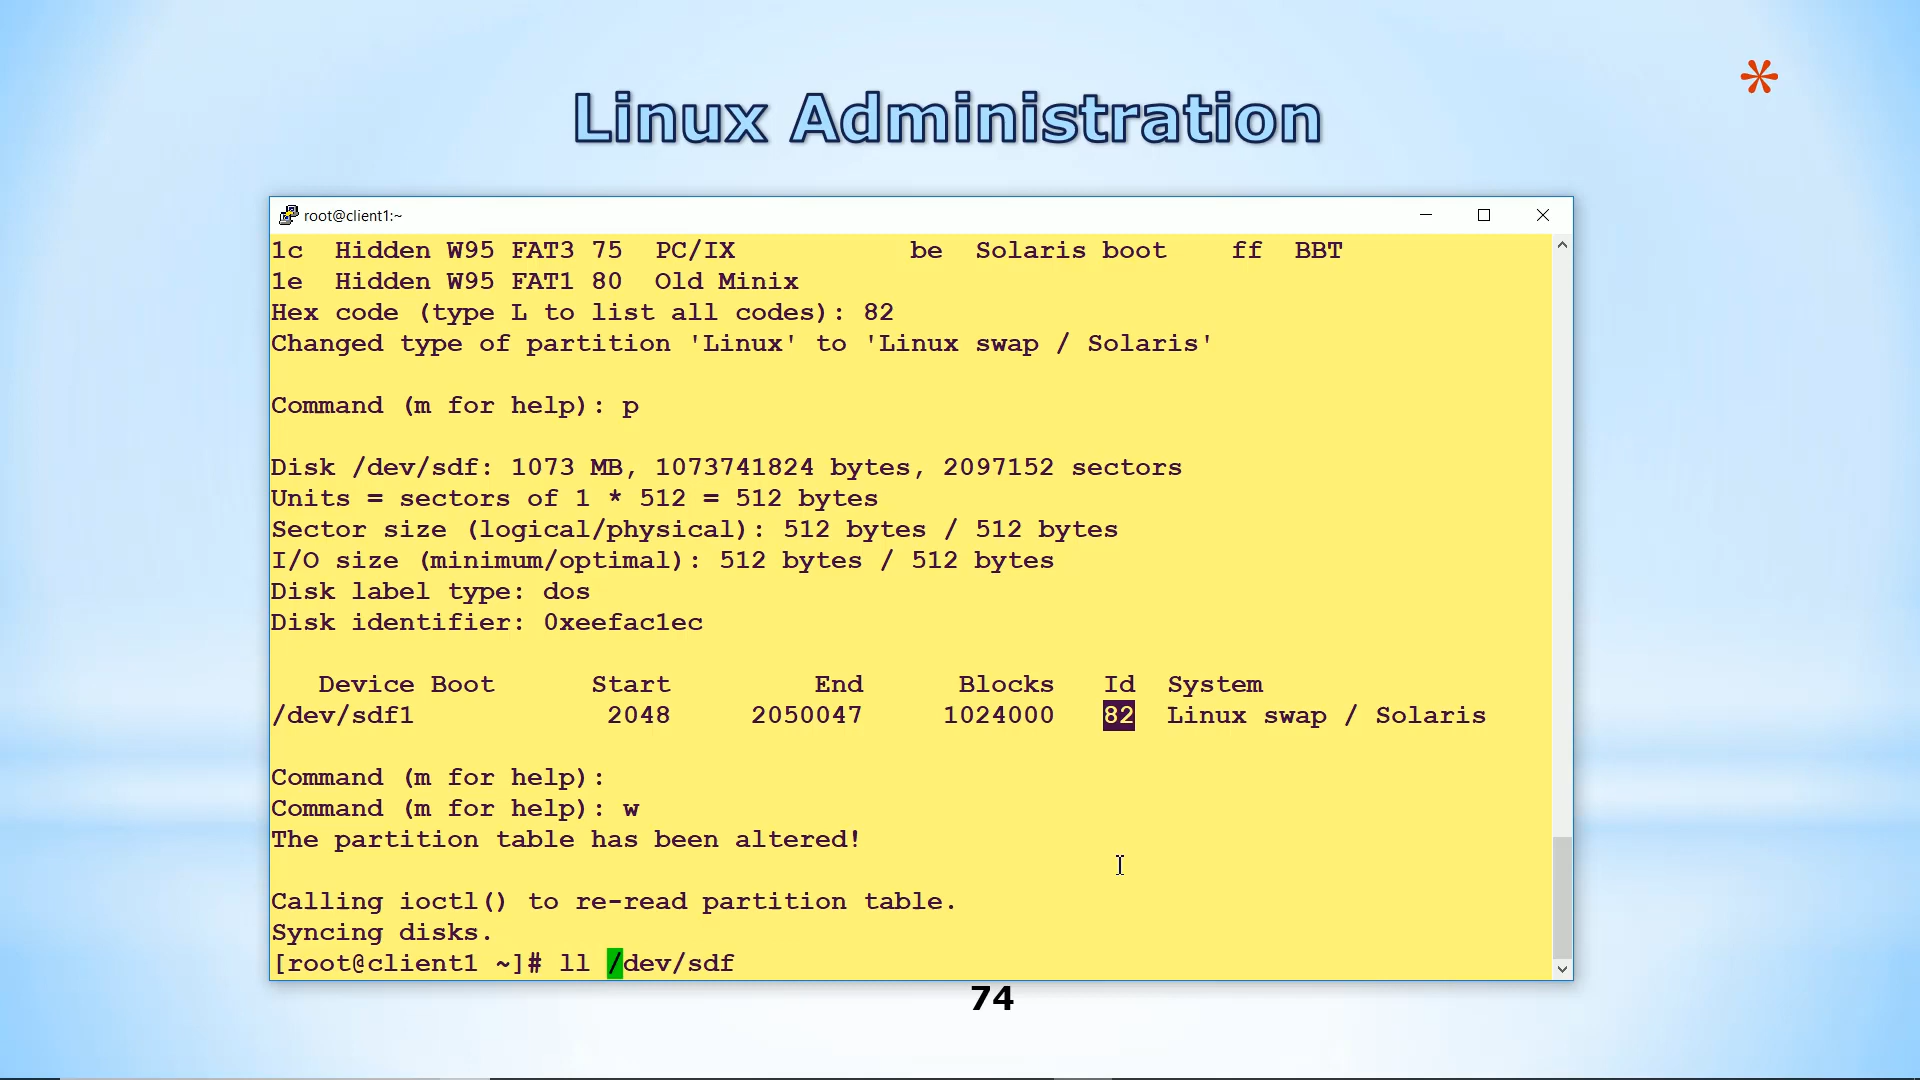 *
Linux Administration
root@client1:~
1c  Hidden W95 FAT3 75  PC/IX           be  Solaris boot    ff  BBT
1e  Hidden W95 FAT1 80  Old Minix
Hex code (type L to list all codes): 82
Changed type of partition 'Linux' to 'Linux swap / Solaris'
Command (m for help): p
Disk /dev/sdf: 1073 MB, 1073741824 bytes, 2097152 sectors
Units = sectors of 1 * 512 = 512 bytes
Sector size (logical/physical): 512 bytes / 512 bytes
I/O size (minimum/optimal): 512 bytes / 512 bytes
Disk label type: dos
Disk identifier: 0xeefac1ec
   Device Boot      Start         End      Blocks   Id  System
/dev/sdf1            2048     2050047     1024000   82  Linux swap / Solaris
Command (m for help):
Command (m for help): w
The partition table has been altered!
Calling ioctl() to re-read partition table.
Syncing disks.
[root@client1 ~]# ll /dev/sdf
74